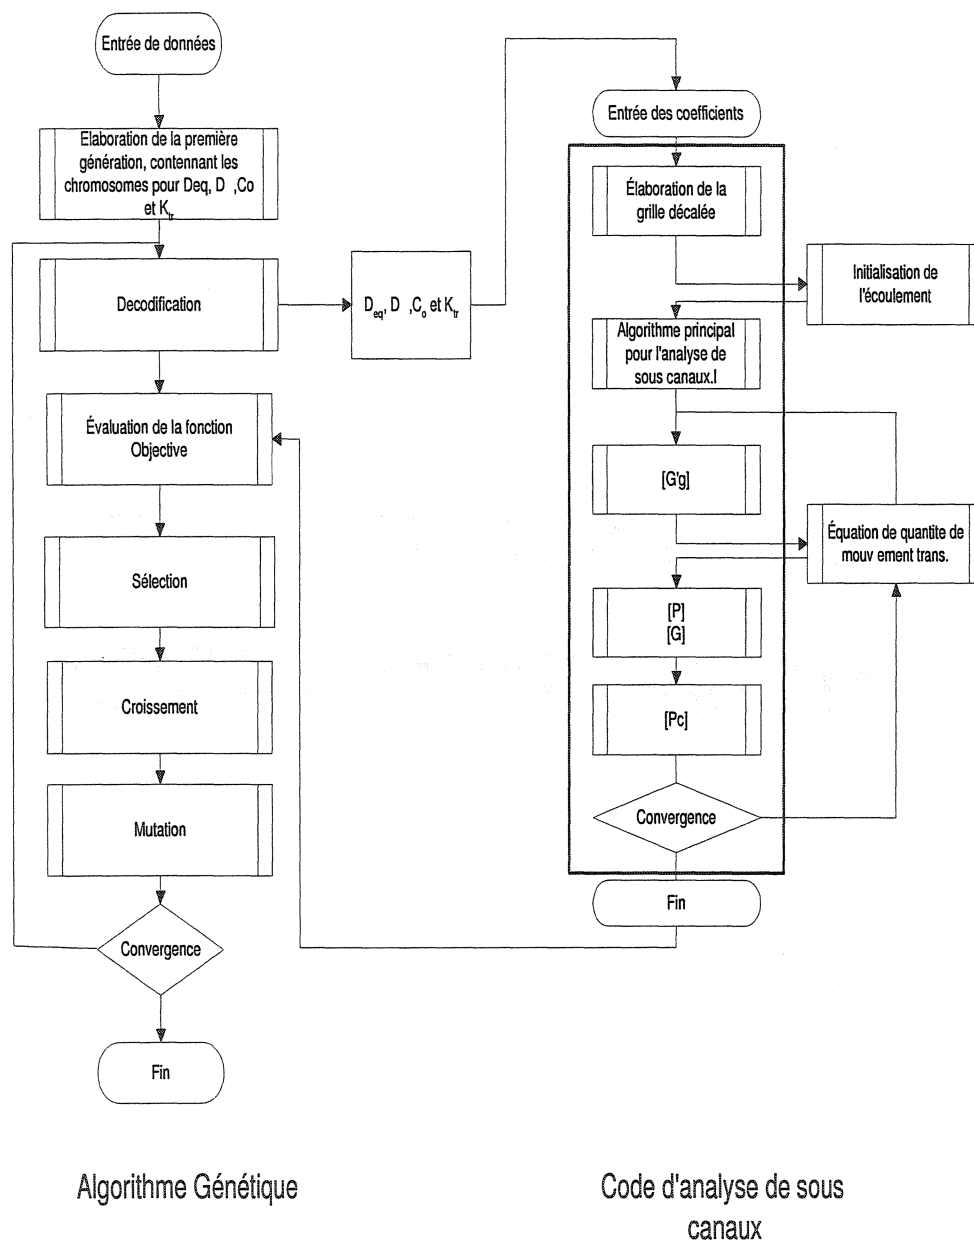 Entrée de données
Elaboration de la première
génération, contennant les
chromosomes pour Deq, D ,Co
et Ktr
Decodification
Deq, D ,Co et Ktr
Évaluation de la fonction
Objective
Sélection
Croissement
Mutation
Convergence
Fin
Algorithme Génétique
Entrée des coefficients
Élaboration de la
grille décalée
Initialisation de
l'écoulement
Algorithme principal
pour l'analyse de
sous canaux.I
[G'g]
Équation de quantite de
mouv ement trans.
[P]
[G]
[Pc]
Convergence
Fin
Code d'analyse de sous
canaux